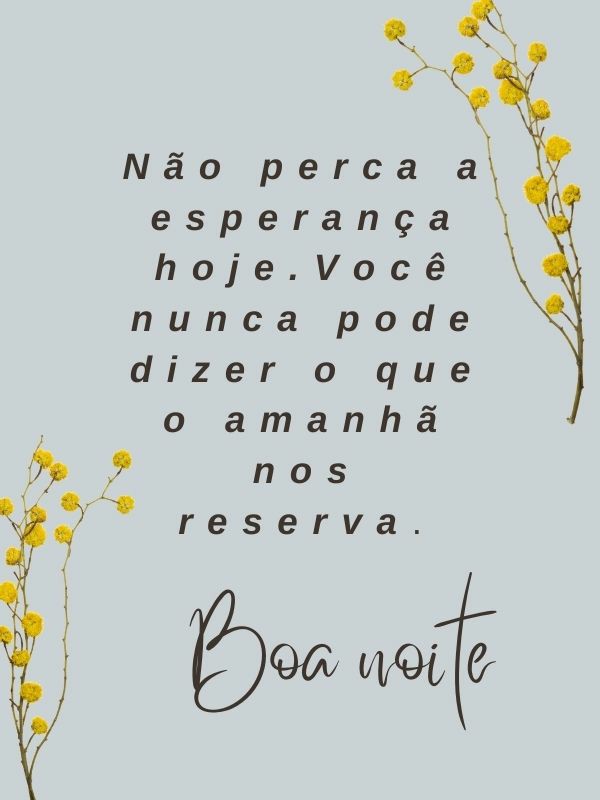 Não perca a
esperança
hoje.Você
nunca pode
dizer o que
o amanhã
nos
reserva.
Boa noite